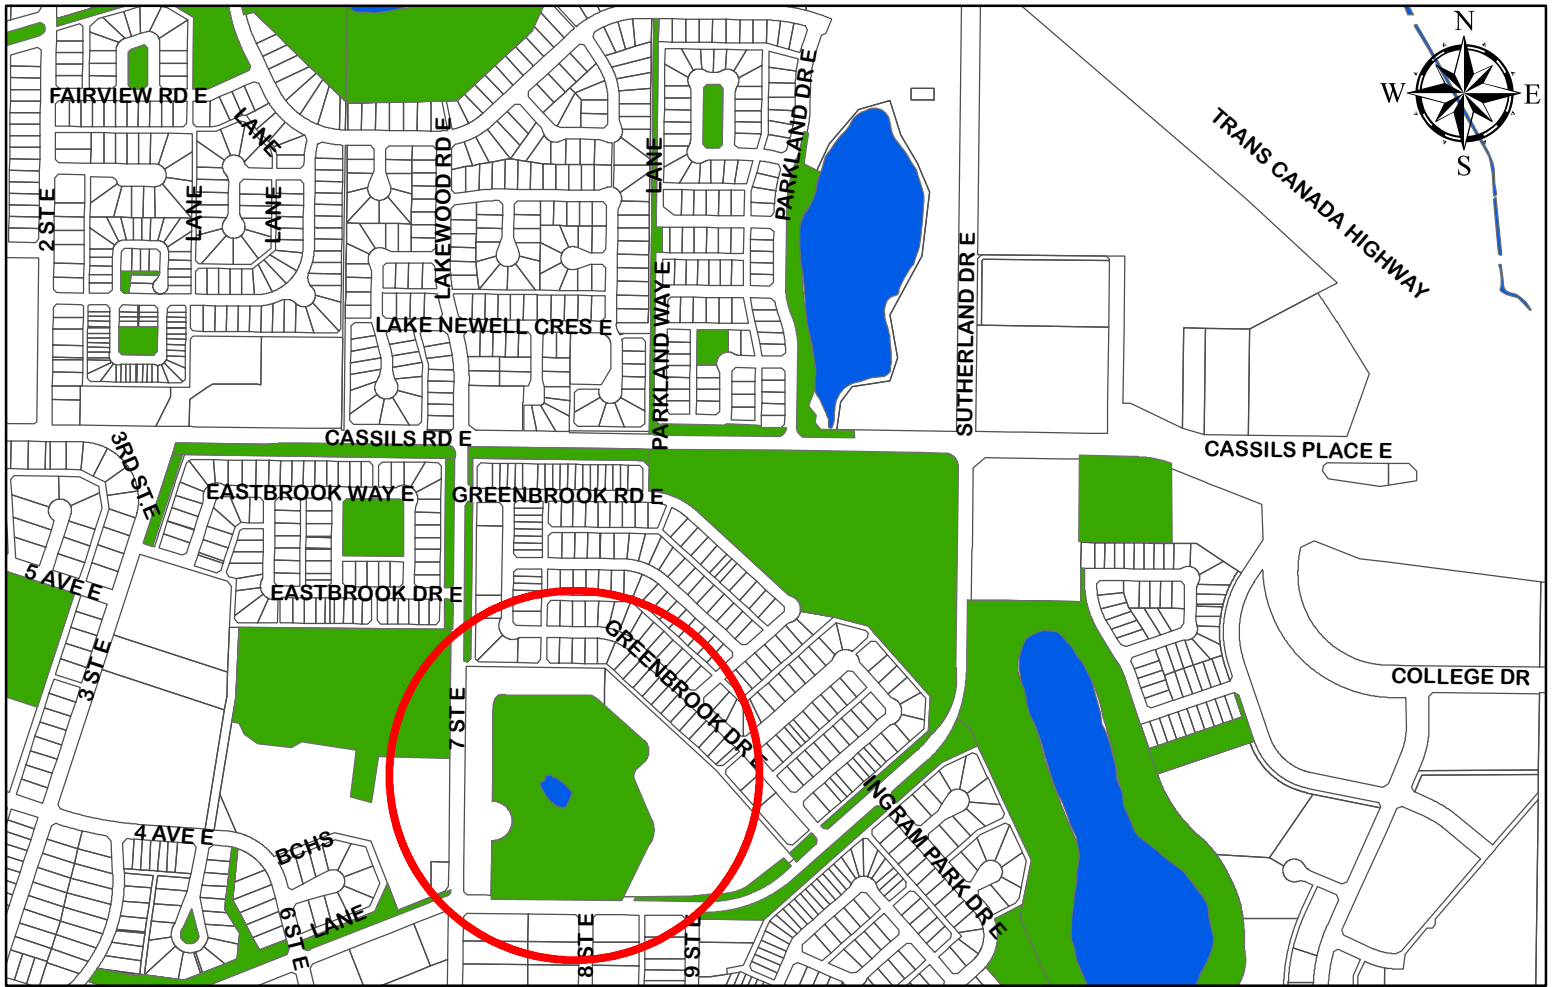 N
W
E
S
FAIRVIEW RD E
LANE
LANE
LANE
2 ST E
LAKEWOOD RD E
LANE
PARKLAND DR E
TRANS CANADA HIGHWAY
PARKLAND WAY E
SUTHERLAND DR E
LAKE NEWELL CRES E
CASSILS RD E
CASSILS PLACE E
3RD ST. E
EASTBROOK WAY E
GREENBROOK RD E
5 AVE E
EASTBROOK DR E
3 ST E
GREENBROOK DR E
COLLEGE DR
7 ST E
INGRAM PARK DR E
4 AVE E
BCHS
LANE
6 ST E
8 ST E
9 ST E